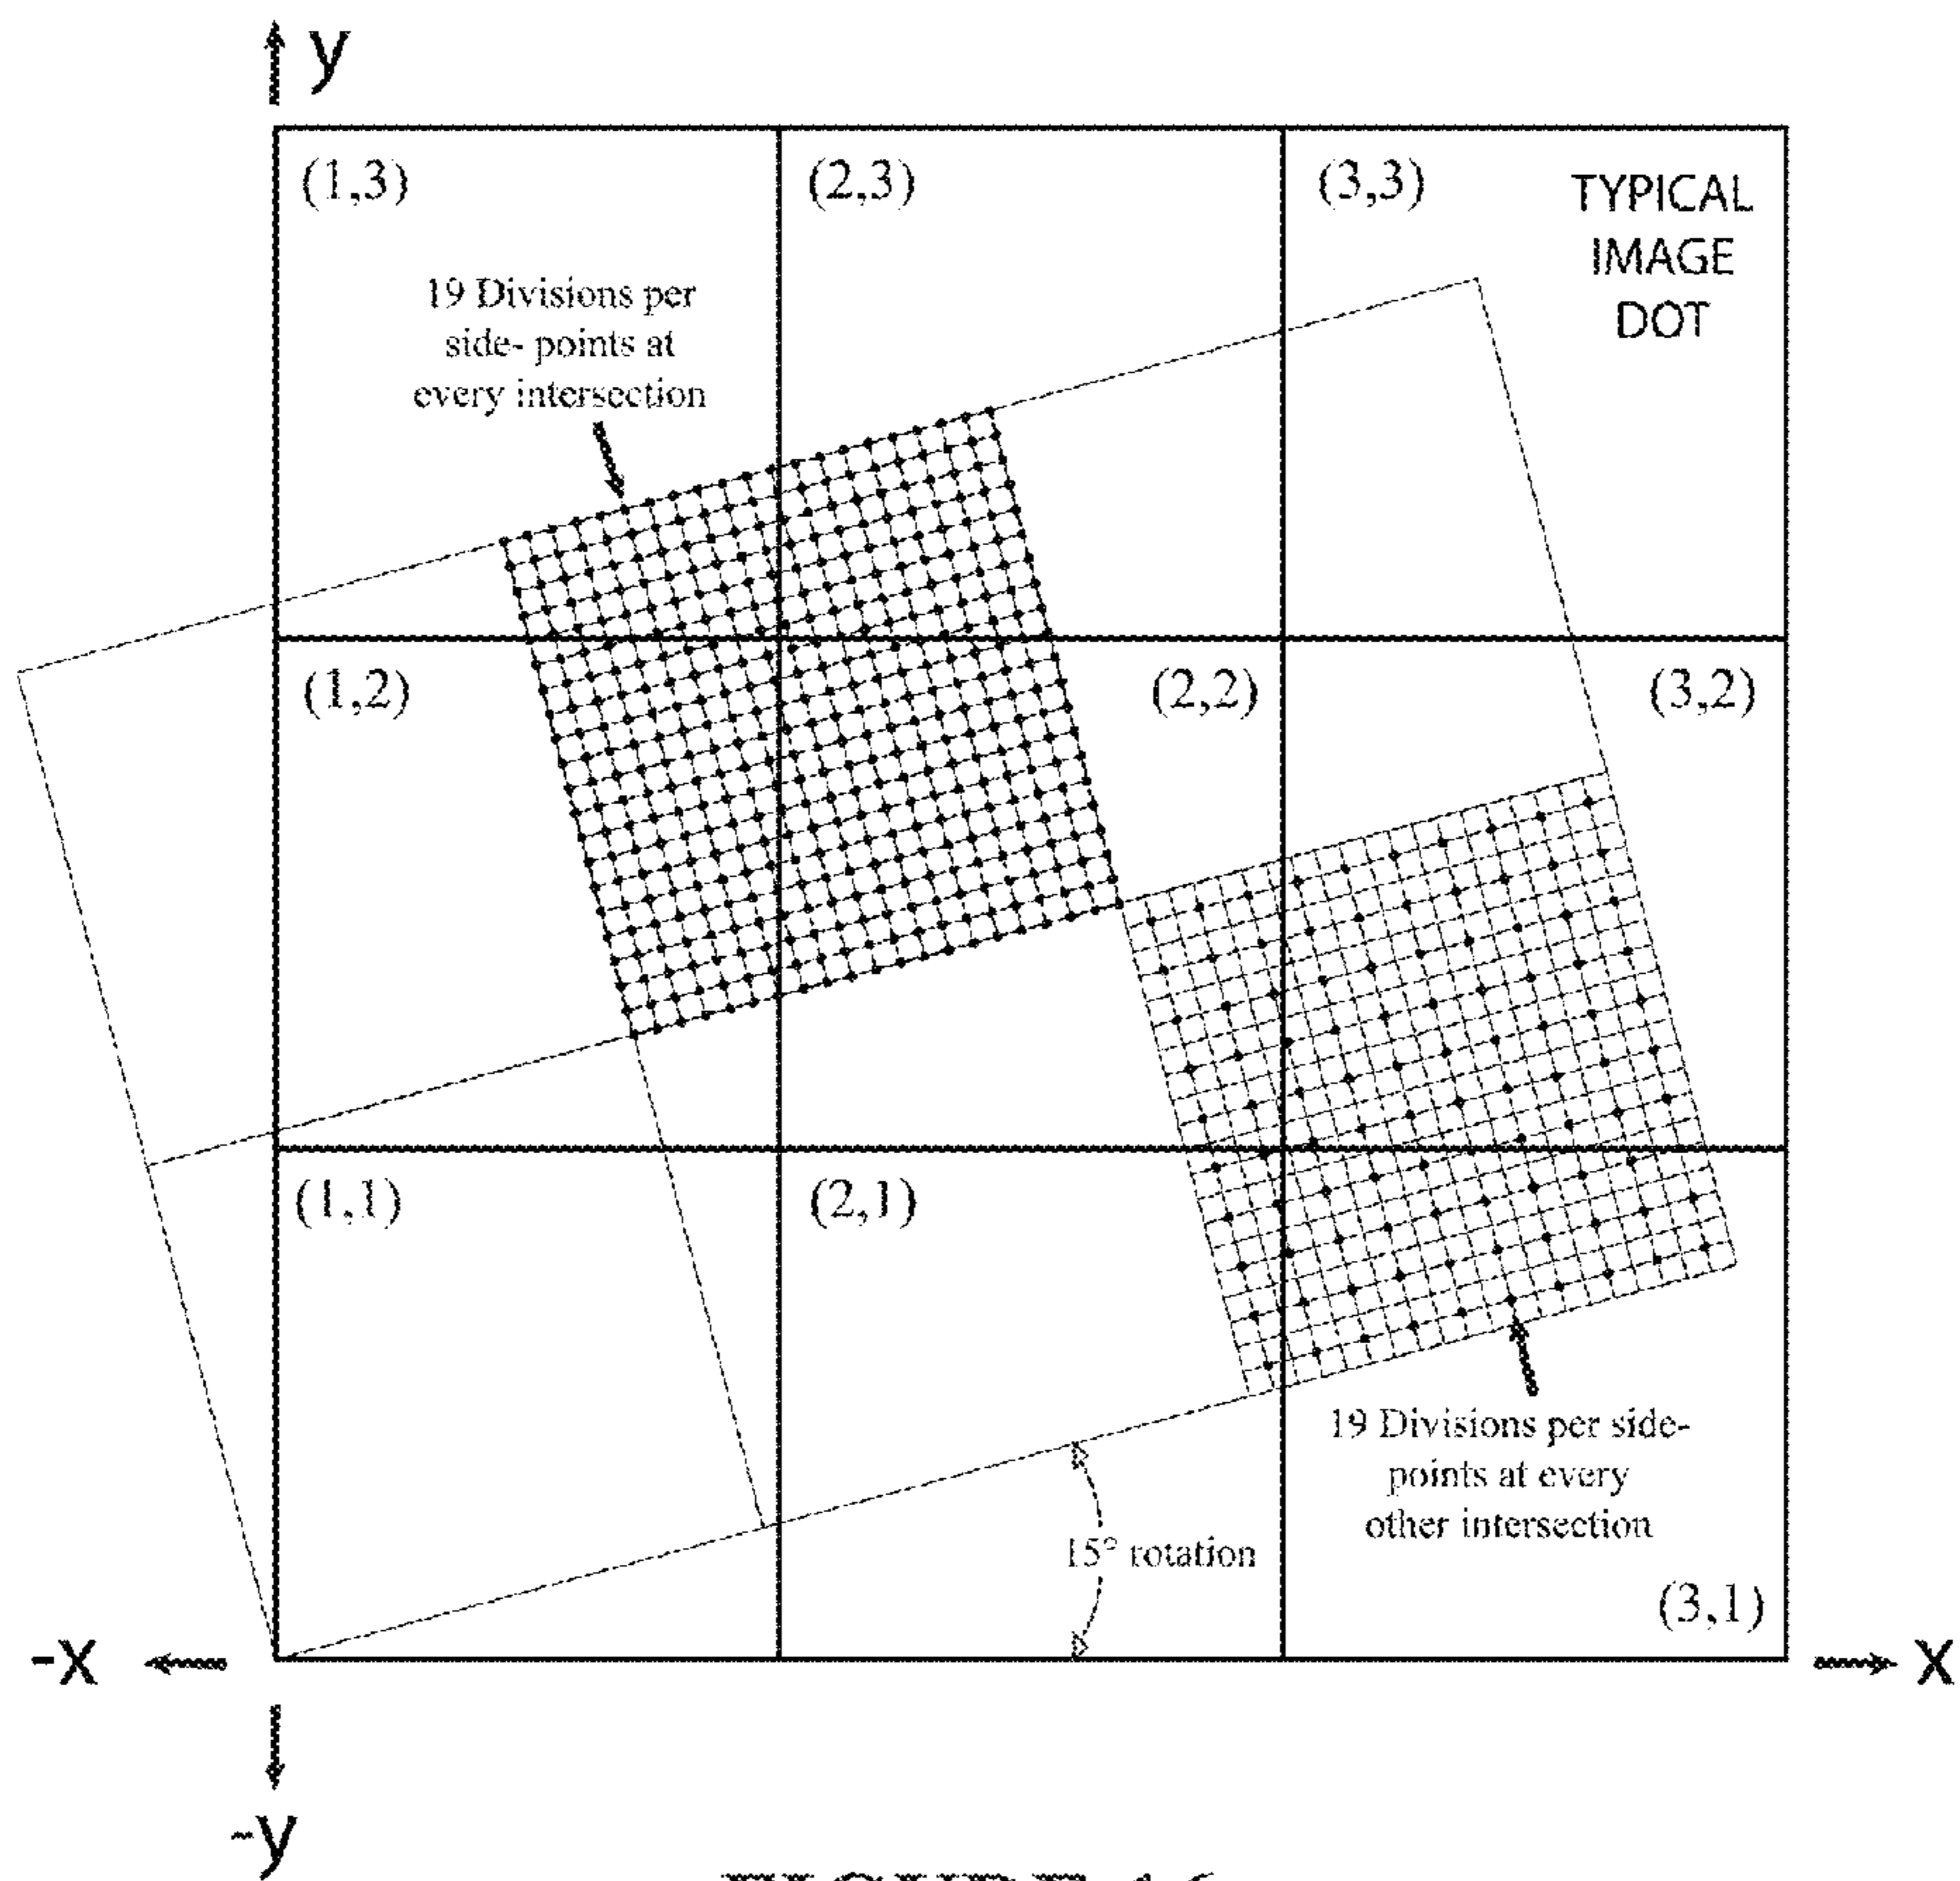 y
(1,3)
(2,3)
(3,3)
TYPICAL
IMAGE
DOT
19 Divisions per
side- points at
every intersection
(1,2)
(2,2)
(3,2)
(1,1)
(2,1)
19 Divisions per side-
points at every
other intersection
15° rotation
(3,1)
-X
X
-y